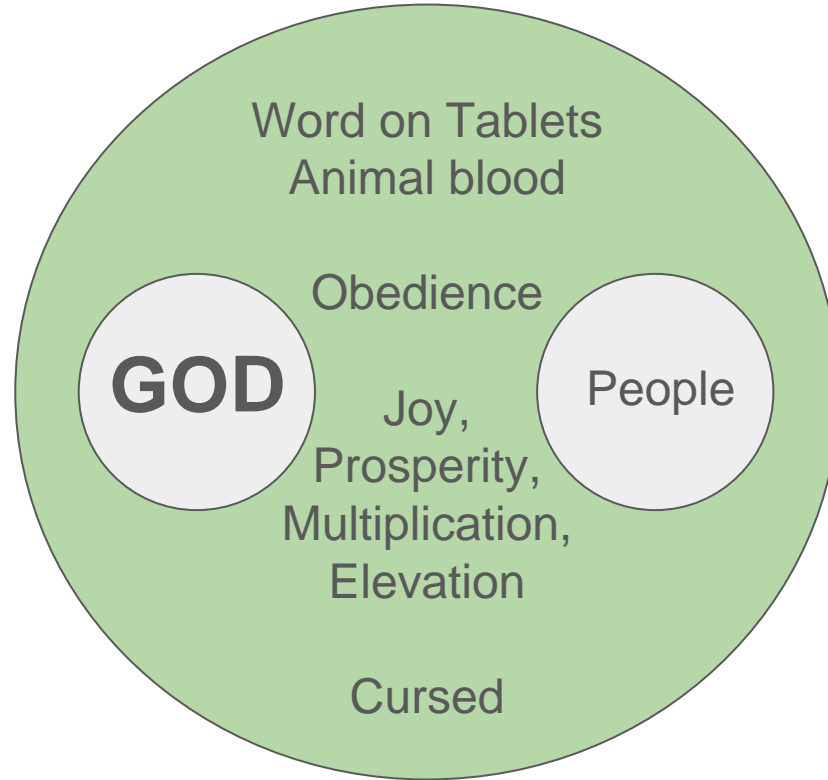 Word on Tablets
Animal blood
Obedience
GOD
People
Joy,
Prosperity,
Multiplication,
Elevation
Cursed